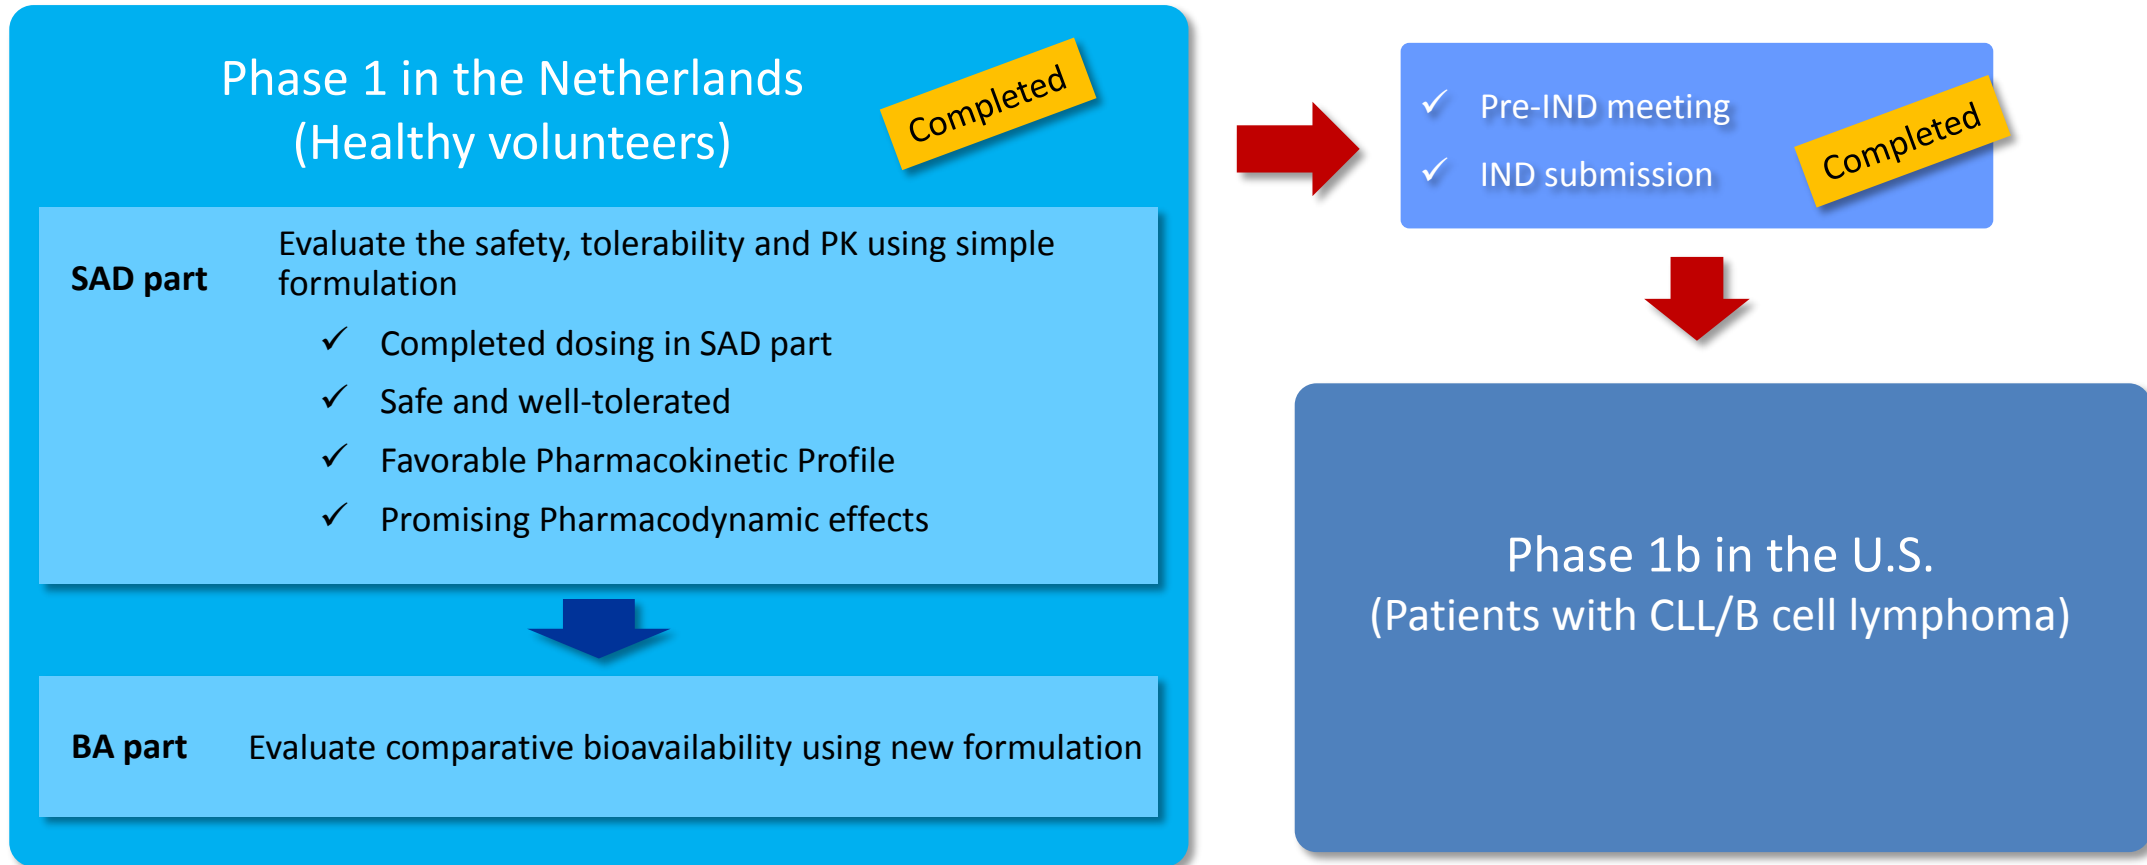 Phase 1 in the Netherlands
(Healthy volunteers)
Completed
SAD part
Evaluate the safety, tolerability and PK using simple
formulation
✓ Completed dosing in SAD part
✓ Safe and well-tolerated
✓ Favorable Pharmacokinetic Profile
✓ Promising Pharmacodynamic effects
BA part
Evaluate comparative bioavailability using new formulation
✓ Pre-IND meeting
✓ IND submission
Completed
Phase 1b in the U.S.
(Patients with CLL/B cell lymphoma)